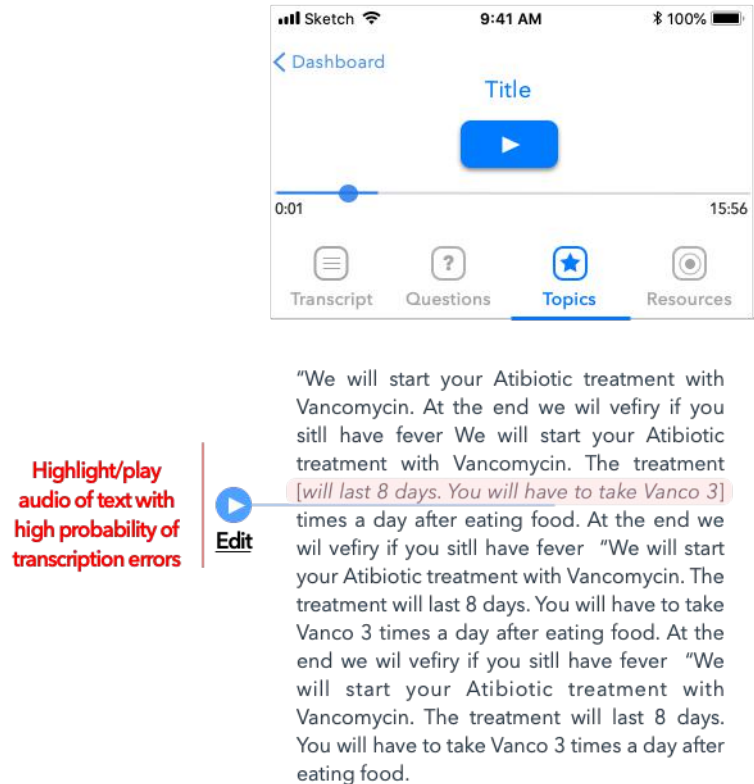 Sketch 9:41 AM 100%
Dashboard
Title
0:01 15:56
?
Transcript Questions Topics Resources
“We will start your Atibiotic treatment with
Vancomycin. At the end we wil vefiry if you
sitll have fever We will start your Atibiotic
treatment with Vancomycin. The treatment
[will last 8 days. You will have to take Vanco 3]
times a day after eating food. At the end we
wil vefiry if you sitll have fever “We will start
your Atibiotic treatment with Vancomycin. The
treatment will last 8 days. You will have to take
Vanco 3 times a day after eating food. At the
end we wil vefiry if you sitll have fever “We
will start your Atibiotic treatment with
Vancomycin. The treatment will last 8 days.
You will have to take Vanco 3 times a day after
eating food.
Highlight/play
audio of text with
high probability of
transcription errors
Edit